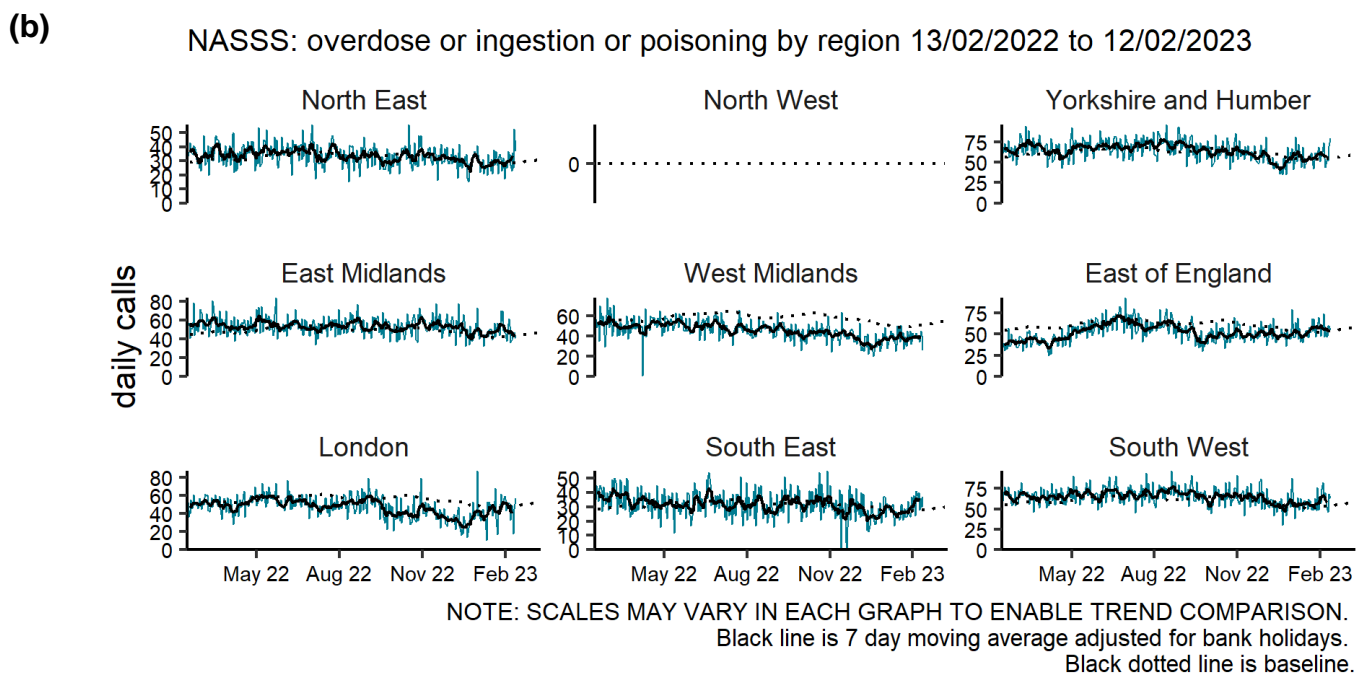 (b)
NASSS: overdose or ingestion or poisoning by region 13/02/2022 to 12/02/2023
North East
North West
Yorkshire and Humber
50
40
30
20
10
0
0
75
50
25
0
daily calls
East Midlands
West Midlands
East of England
80
60
40
20
0
60
40
20
0
75
50
25
0
London
South East
South West
80
60
40
20
0
50
40
30
20
10
0
75
50
25
0
May 22 Aug 22 Nov 22 Feb 23
May 22 Aug 22 Nov 22 Feb 23
May 22 Aug 22 Nov 22 Feb 23
NOTE: SCALES MAY VARY IN EACH GRAPH TO ENABLE TREND COMPARISON.
Black line is 7 day moving average adjusted for bank holidays.
Black dotted line is baseline.